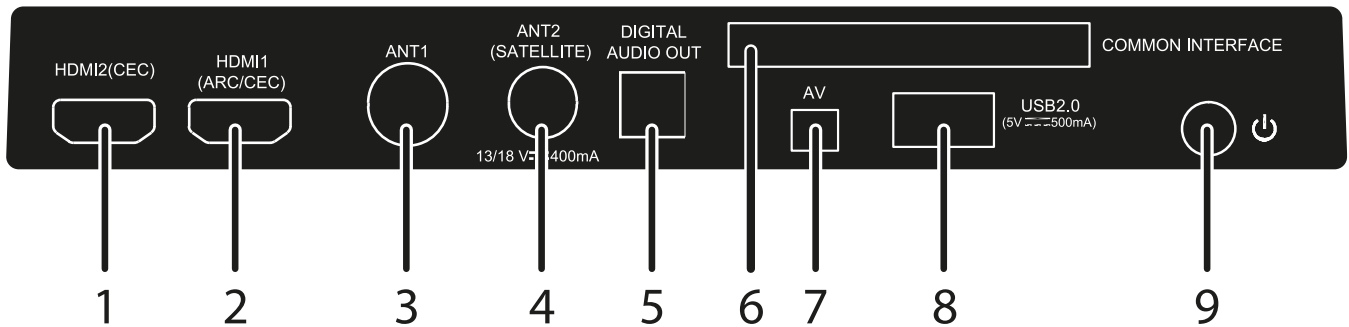 HDMI2(CEC)
HDMI1
(ARC/CEC)
ANT1
ANT2
(SATELLITE)
13/18 V 400mA
DIGITAL
AUDIO OUT
COMMON INTERFACE
AV
USB2.0
(5V 500mA)
1 2 3 4 5 6 7 8 9